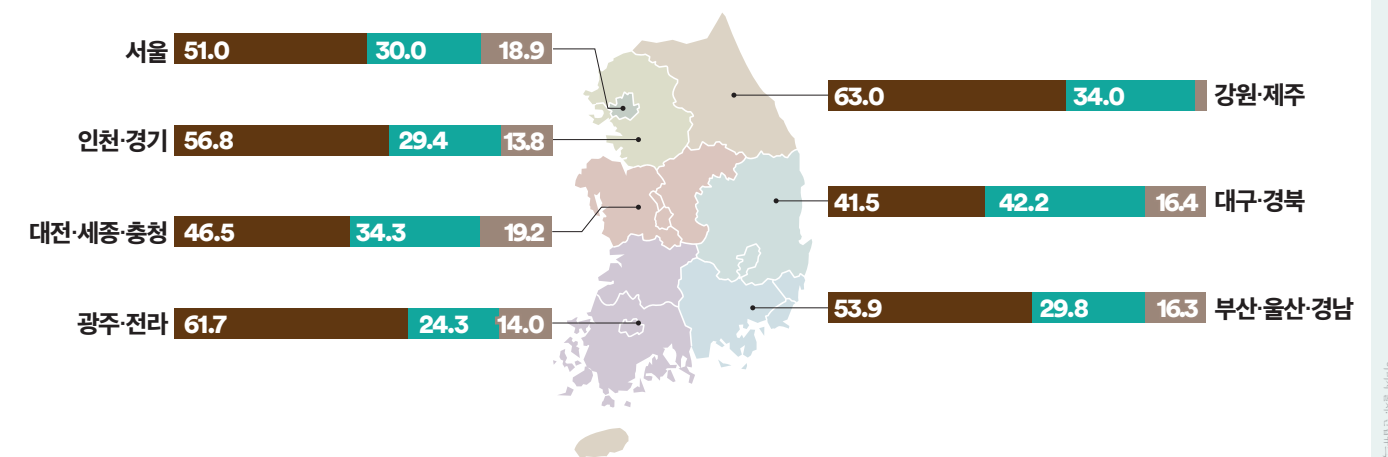 서울 51.0 30.0 18.9
인천·경기 56.8 29.4 13.8
대전·세종·충청 46.5 34.3 19.2
광주·전라 61.7 24.3 14.0
63.0 34.0 강원·제주
41.5 42.2 16.4 대구·경북
53.9 29.8 16.3 부산·울산·경남